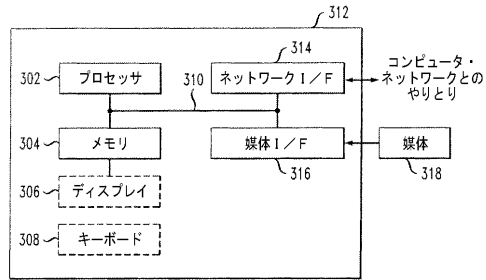 312
314
302
プロセッサ
ネットワークI/F
コンピュータ・
ネットワークとの
やりとり
310
304
メモリ
媒体I/F
媒体
316
318
306
ディスプレイ
308
キーボード